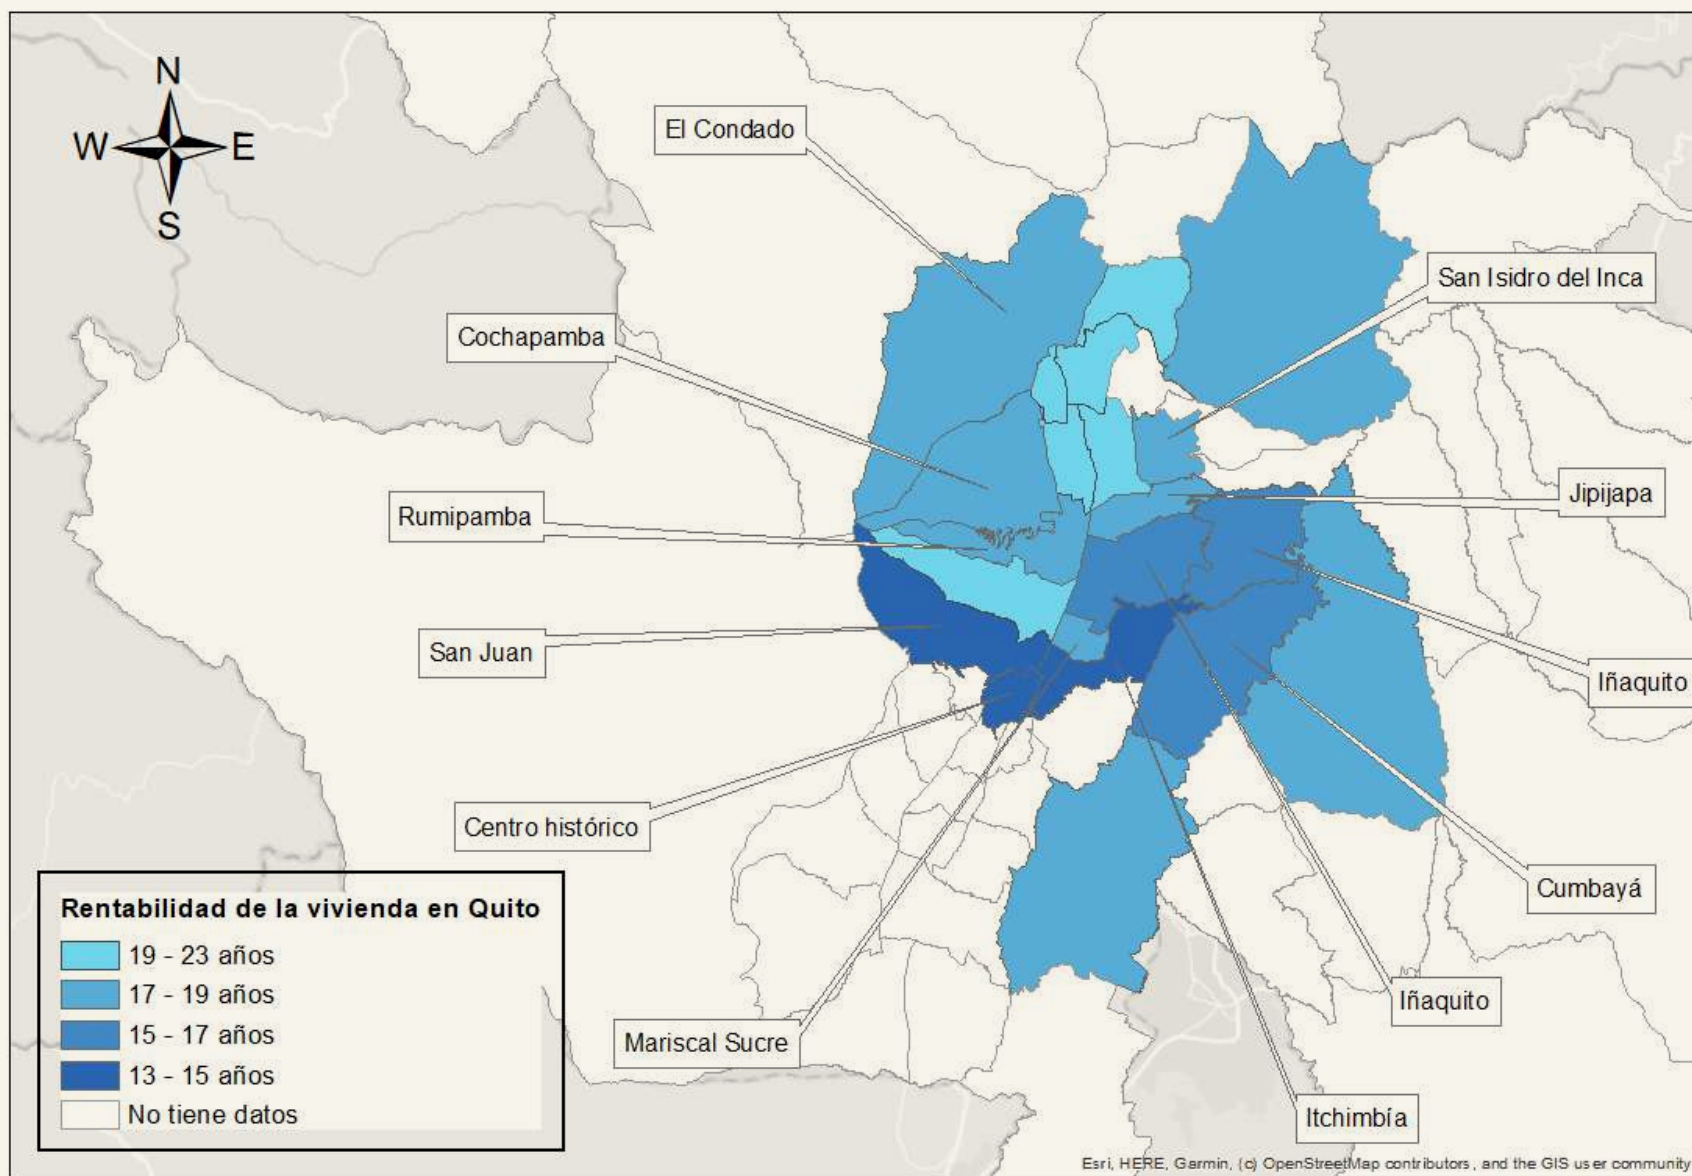 N
W E
S
El Condado
San Isidro del Inca
Cochapamba
Jipijapa
Rumipamba
San Juan
Iñaquito
Centro histórico
Cumbayá
Iñaquito
Mariscal Sucre
Itchimbía
Rentabilidad de la vivienda en Quito
19 - 23 años
17 - 19 años
15 - 17 años
13 - 15 años
No tiene datos
Esri, HERE, Garmin, (c) OpenStreetMap contributors, and the GIS user community